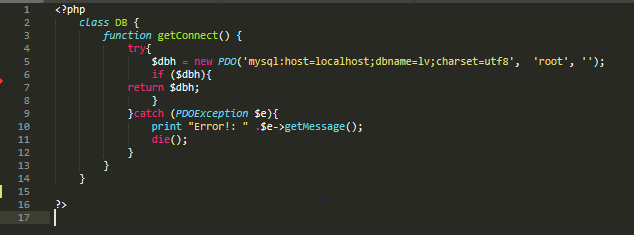 1 <?php
2 class DB {
3 function getConnect() {
4 try{
5 $dbh = new PDO('mysql:host=localhost;dbname=lv;charset=utf8', 'root', '');
6 if ($dbh){
7 return $dbh;
8 }
9 }catch (PDOException $e){
10 print "Error!: " .$e->getMessage();
11 die();
12 }
13 }
14 }
15
16 ?>
17